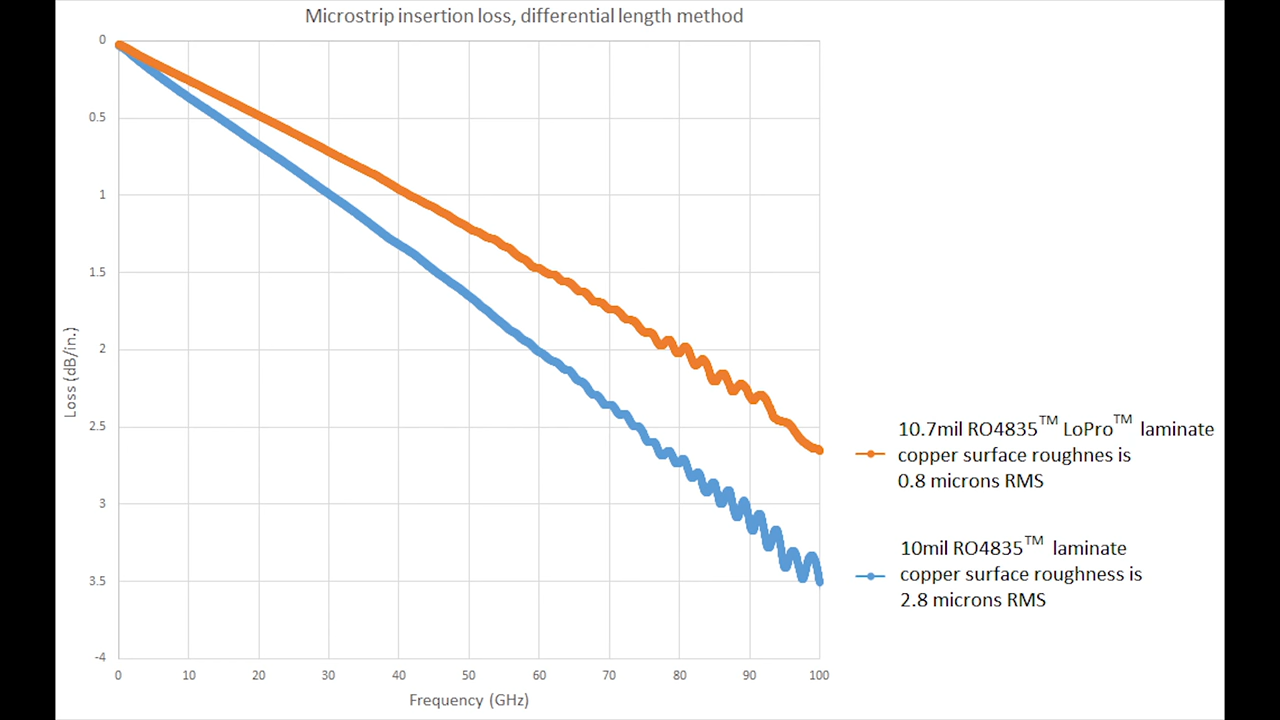 Microstrip insertion loss, differential length method
0
0.5
1
1.5
2
2.5
3
3.5
-4
Loss (dB/in.)
0 10 20 30 40 50 60 70 80 90 100
Frequency (GHz)
10.7mil RO4835™ LoPro™ laminate
copper surface roughnes is
0.8 microns RMS
10mil RO4835™ laminate
copper surface roughness is
2.8 microns RMS